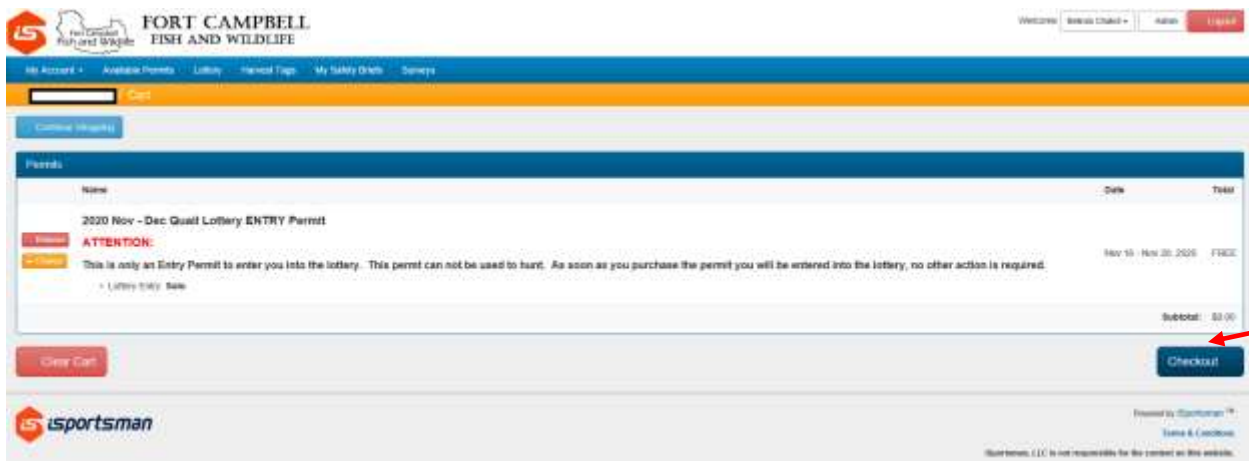 FORT CAMPBELL
Fort Campbell
Fish and Wildlife
FISH AND WILDLIFE
Welcome
Admin
Logout
My Account
Available Permits
Lottery
Harvest Tags
My Safety Briefs
Surveys
Cart
Continue Shopping
Permits
Name
Date
Total
2020 Nov - Dec Quail Lottery ENTRY Permit
Remove
ATTENTION:
Change
This is only an Entry Permit to enter you into the lottery. This permit can not be used to hunt. As soon as you purchase the permit you will be entered into the lottery, no other action is required.
Nov 16 - Nov 20, 2020
FREE
Lottery Entry: Solo
Subtotal: $0.00
Clear Cart
Checkout
isportsman
Powered by iSportsman ™
Terms & Conditions
iSportsman, LLC is not responsible for the content on this website.